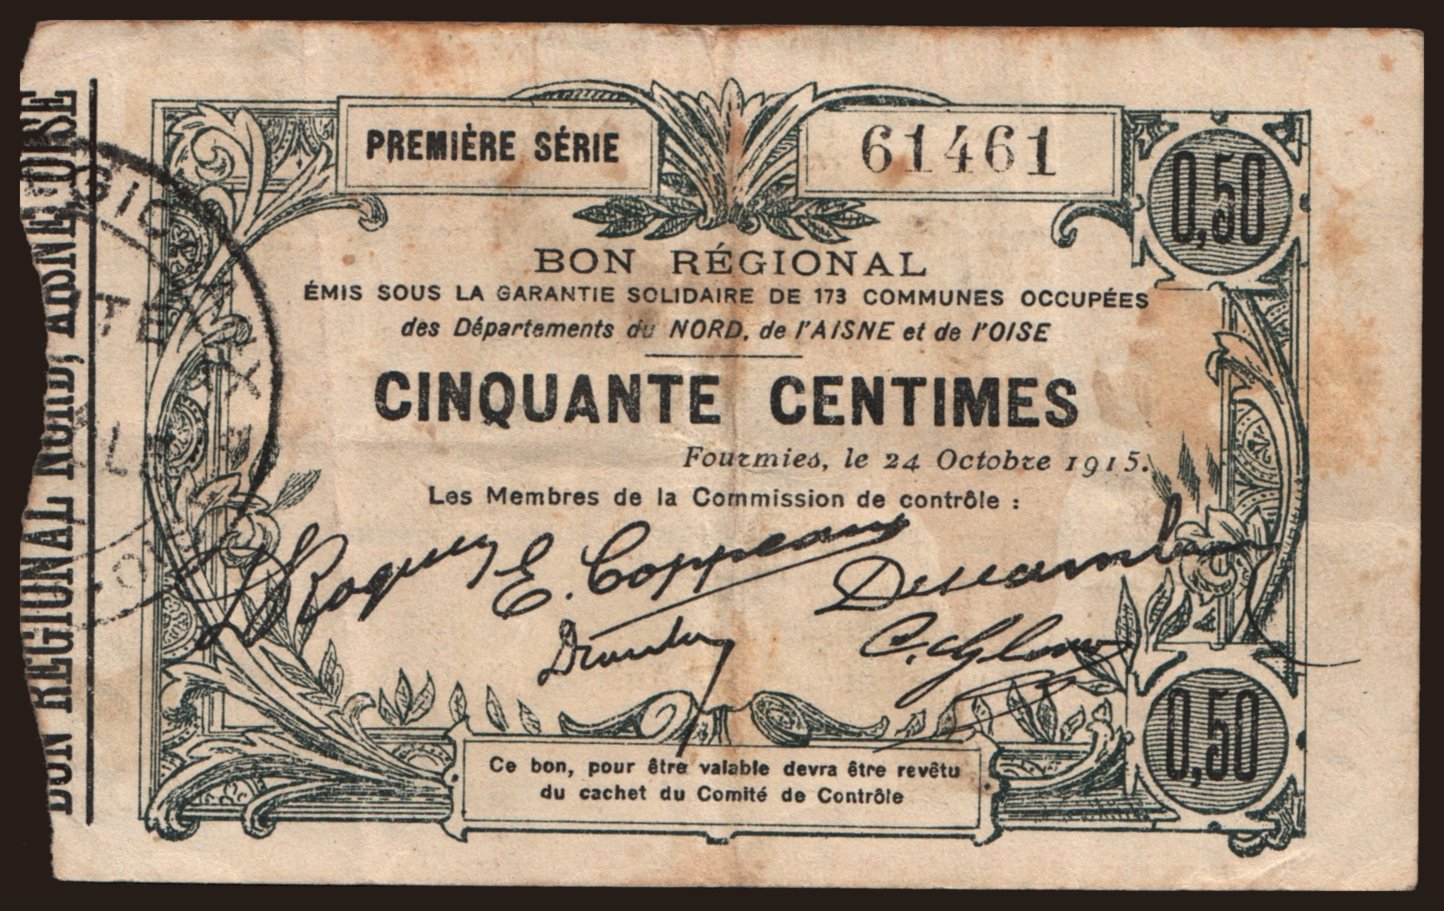 PREMIÈRE SÉRIE
61461
0,50
BON RÉGIONAL
ÉMIS SOUS LA GARANTIE SOLIDAIRE DE 173 COMMUNES OCCUPÉES
des Départements du NORD, de l'AISNE et de l'OISE
CINQUANTE CENTIMES
Fourmies, le 24 Octobre 1915.
Les Membres de la Commission de contrôle :
E. Coppeaux
0,50
Ce bon, pour être valable devra être revêtu
du cachet du Comité de Contrôle
BON REGIONAL NORD, AISNE